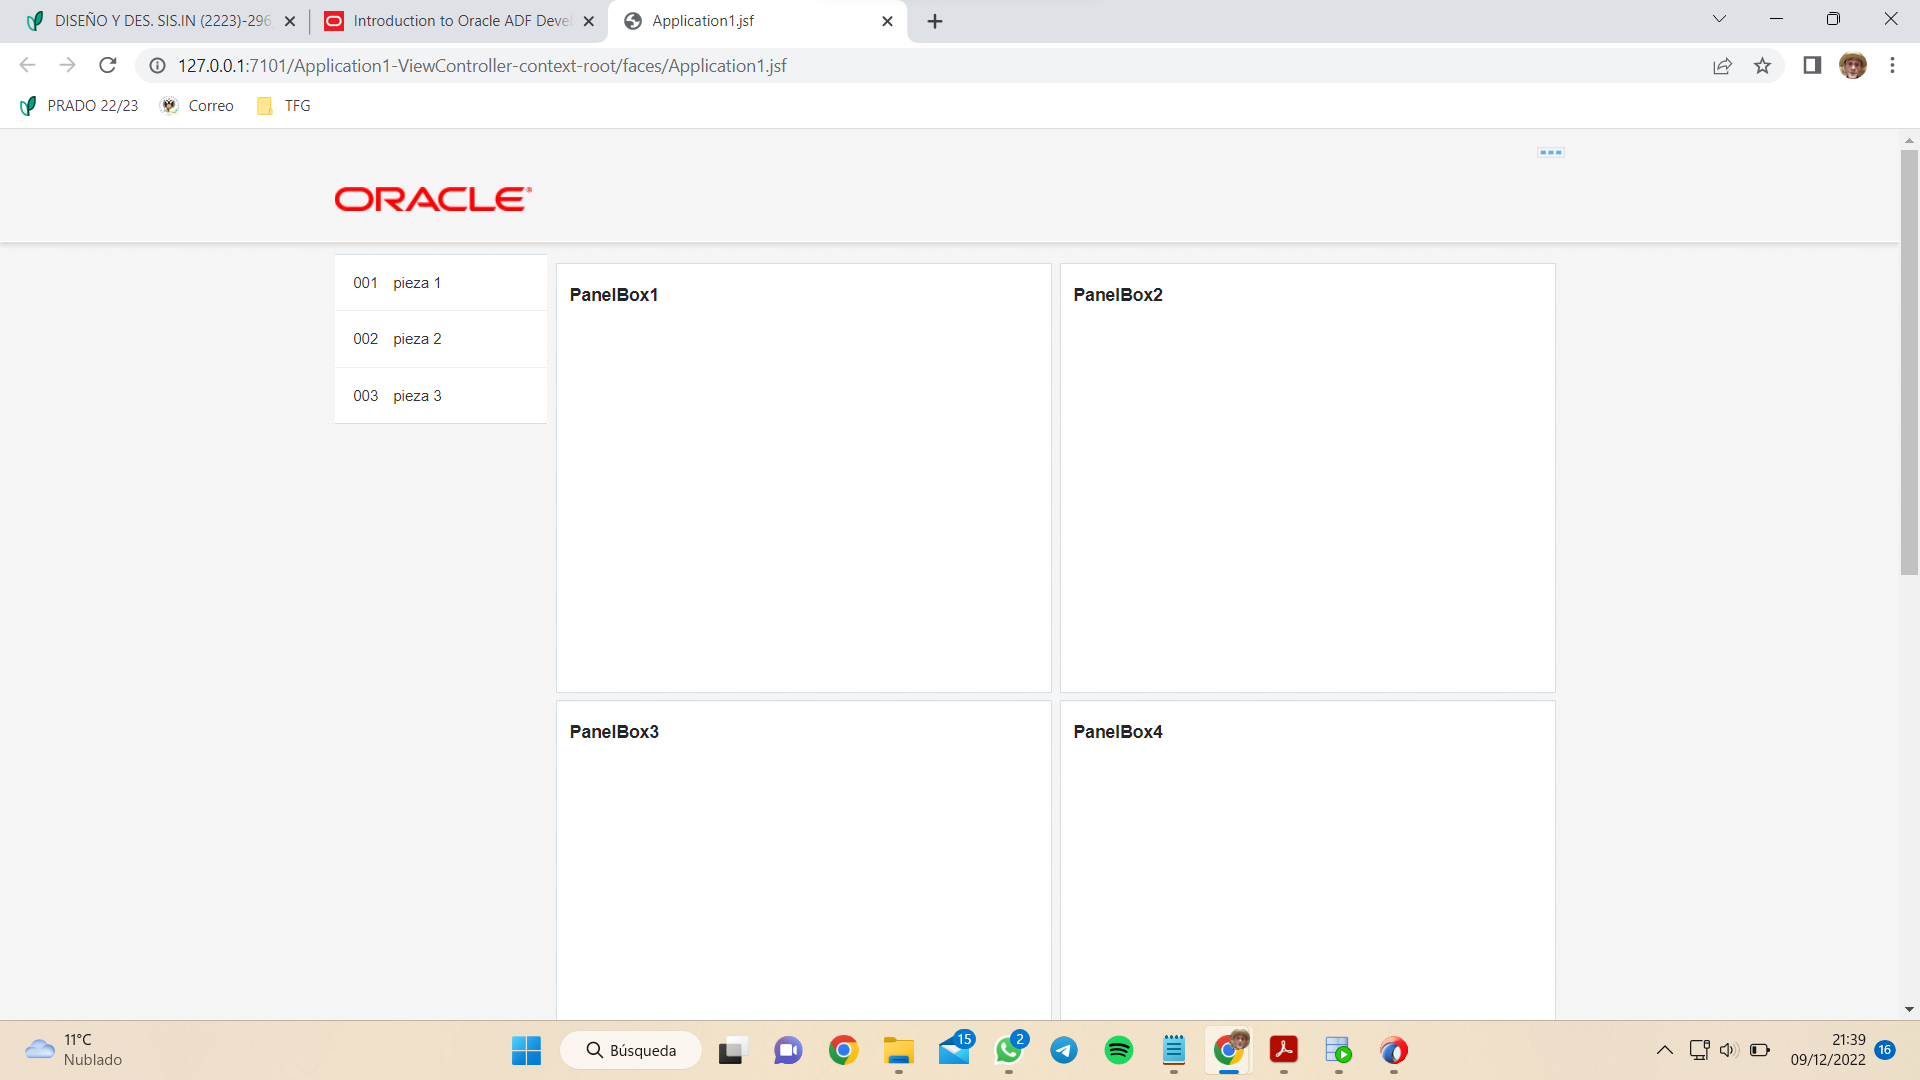 DISEÑO Y DES. SIS.IN (2223)-296
Introduction to Oracle ADF Deve
Application1.jsf
127.0.0.1:7101/Application1-ViewController-context-root/faces/Application1.jsf
PRADO 22/23
Correo
TFG
ORACLE
001 pieza 1
002 pieza 2
003 pieza 3
PanelBox1
PanelBox2
PanelBox3
PanelBox4
11°C
Nublado
Búsqueda
15
2
21:39
09/12/2022
16